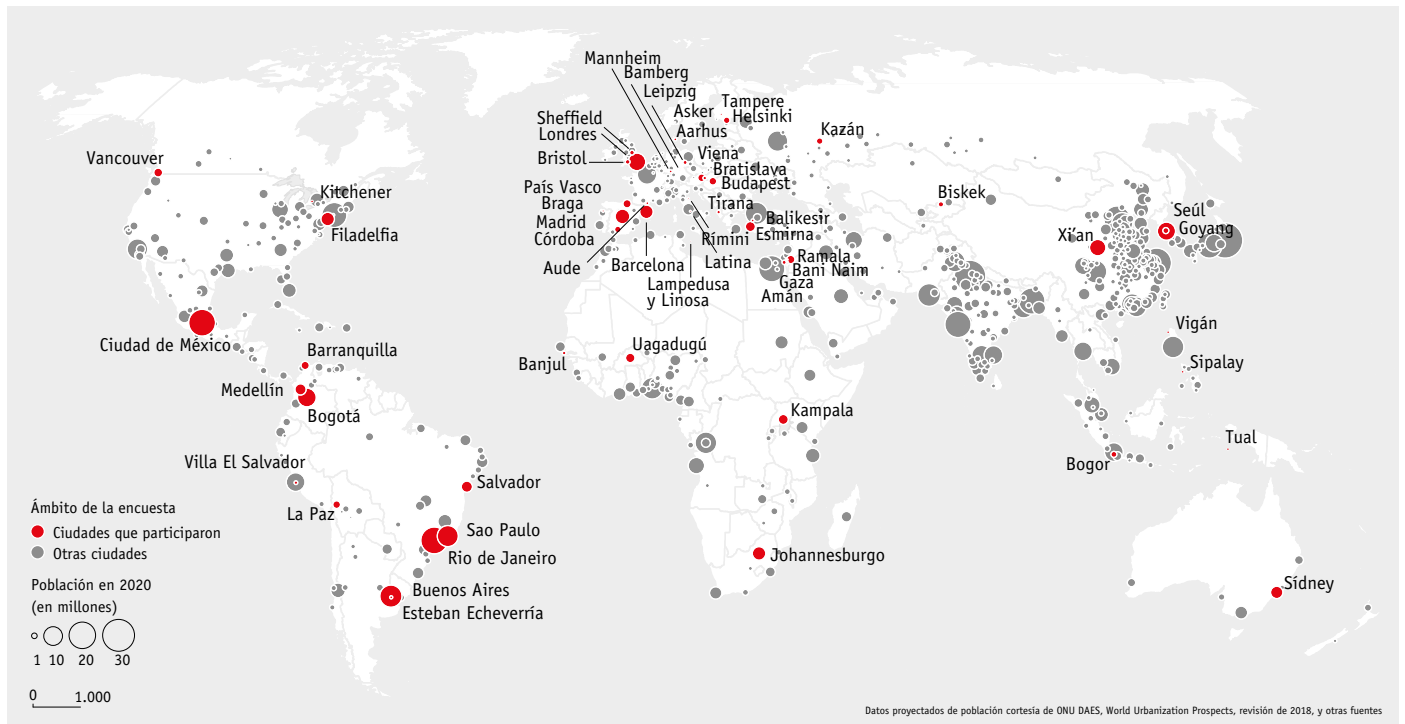 Mannheim
Bamberg
Leipzig
Asker
Tampere
Helsinki
Aarhus
Sheffield
Londres
Bristol
Kazán
Vancouver
Viena
Bratislava
Budapest
País Vasco
Braga
Madrid
Córdoba
Tirana
Biskek
Kitchener
Filadelfia
Balikesir
Esmirna
Seúl
Goyang
Xi’an
Rímini
Latina
Aude
Barcelona
Lampedusa
y Linosa
Ramala
Bani Naim
Gaza
Amán
Ciudad de México
Barranquilla
Banjul
Uagadugú
Vigán
Sipalay
Medellín
Bogotá
Kampala
Tual
Bogor
Villa El Salvador
Salvador
La Paz
Sao Paulo
Rio de Janeiro
Johannesburgo
Sídney
Buenos Aires
Esteban Echeverría
Ámbito de la encuesta
Ciudades que participaron
Otras ciudades
Población en 2020
(en millones)
1 10 20 30
0 1.000
Datos proyectados de población cortesía de ONU DAES, World Urbanization Prospects, revisión de 2018, y otras fuentes